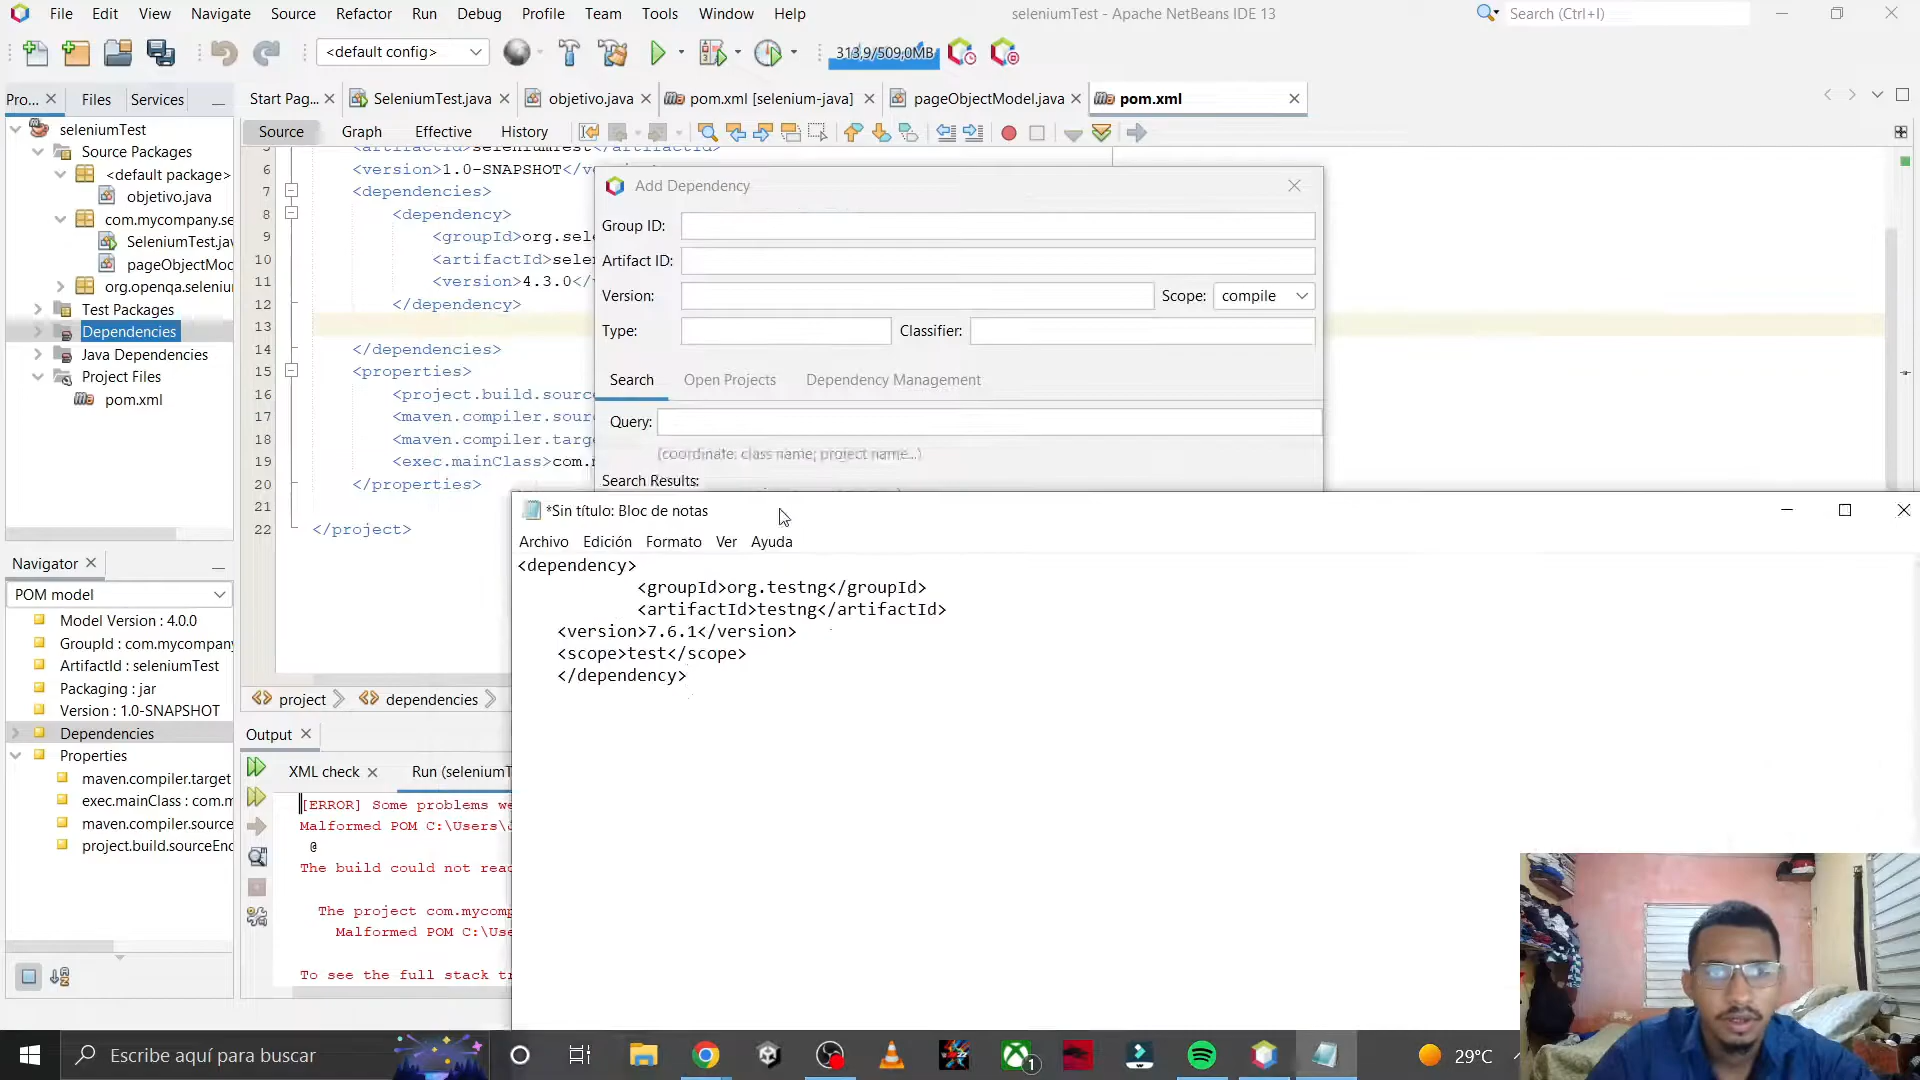 File Edit View Navigate Source Refactor Run Debug Profile Team Tools Window Help
seleniumTest - Apache NetBeans IDE 13
Search (Ctrl+I)
<default config>
313,9/509,0MB
Pro...
Files
Services
Start Pag...
SeleniumTest.java
objetivo.java
pom.xml [selenium-java]
pageObjectModel.java
pom.xml
Source
Graph
Effective
History
seleniumTest
Source Packages
<default package>
objetivo.java
com.mycompany.se
SeleniumTest.jav
pageObjectMod
org.openqa.seleniu
Test Packages
Dependencies
Java Dependencies
Project Files
pom.xml
<artifactId>seleniumTest</artifactId>
6 <version>1.0-SNAPSHOT</v
7 <dependencies>
8 <dependency>
9 <groupId>org.sele
10 <artifactId>sele
11 <version>4.3.0</
12 </dependency>
13
14 </dependencies>
15 <properties>
16 <project.build.sourc
17 <maven.compiler.sour
18 <maven.compiler.targe
19 <exec.mainClass>com.
20 </properties>
21
22 </project>
Add Dependency
Group ID:
Artifact ID:
Version:
Scope: compile
Type:
Classifier:
Search
Open Projects
Dependency Management
Query:
(coordinate, class name, project name...)
Search Results:
*Sin título: Bloc de notas
Archivo Edición Formato Ver Ayuda
<dependency>
<groupId>org.testng</groupId>
<artifactId>testng</artifactId>
<version>7.6.1</version>
<scope>test</scope>
</dependency>
Navigator
POM model
Model Version : 4.0.0
GroupId : com.mycompany
ArtifactId : seleniumTest
Packaging : jar
Version : 1.0-SNAPSHOT
Dependencies
Properties
maven.compiler.target
exec.mainClass : com.m
maven.compiler.source
project.build.sourceEnc
project
dependencies
Output
XML check
Run (seleniumT
[ERROR] Some problems we
Malformed POM C:\Users\
@
The build could not read
The project com.mycomp
Malformed POM C:\Use
To see the full stack tr
Escribe aquí para buscar
1
29°C